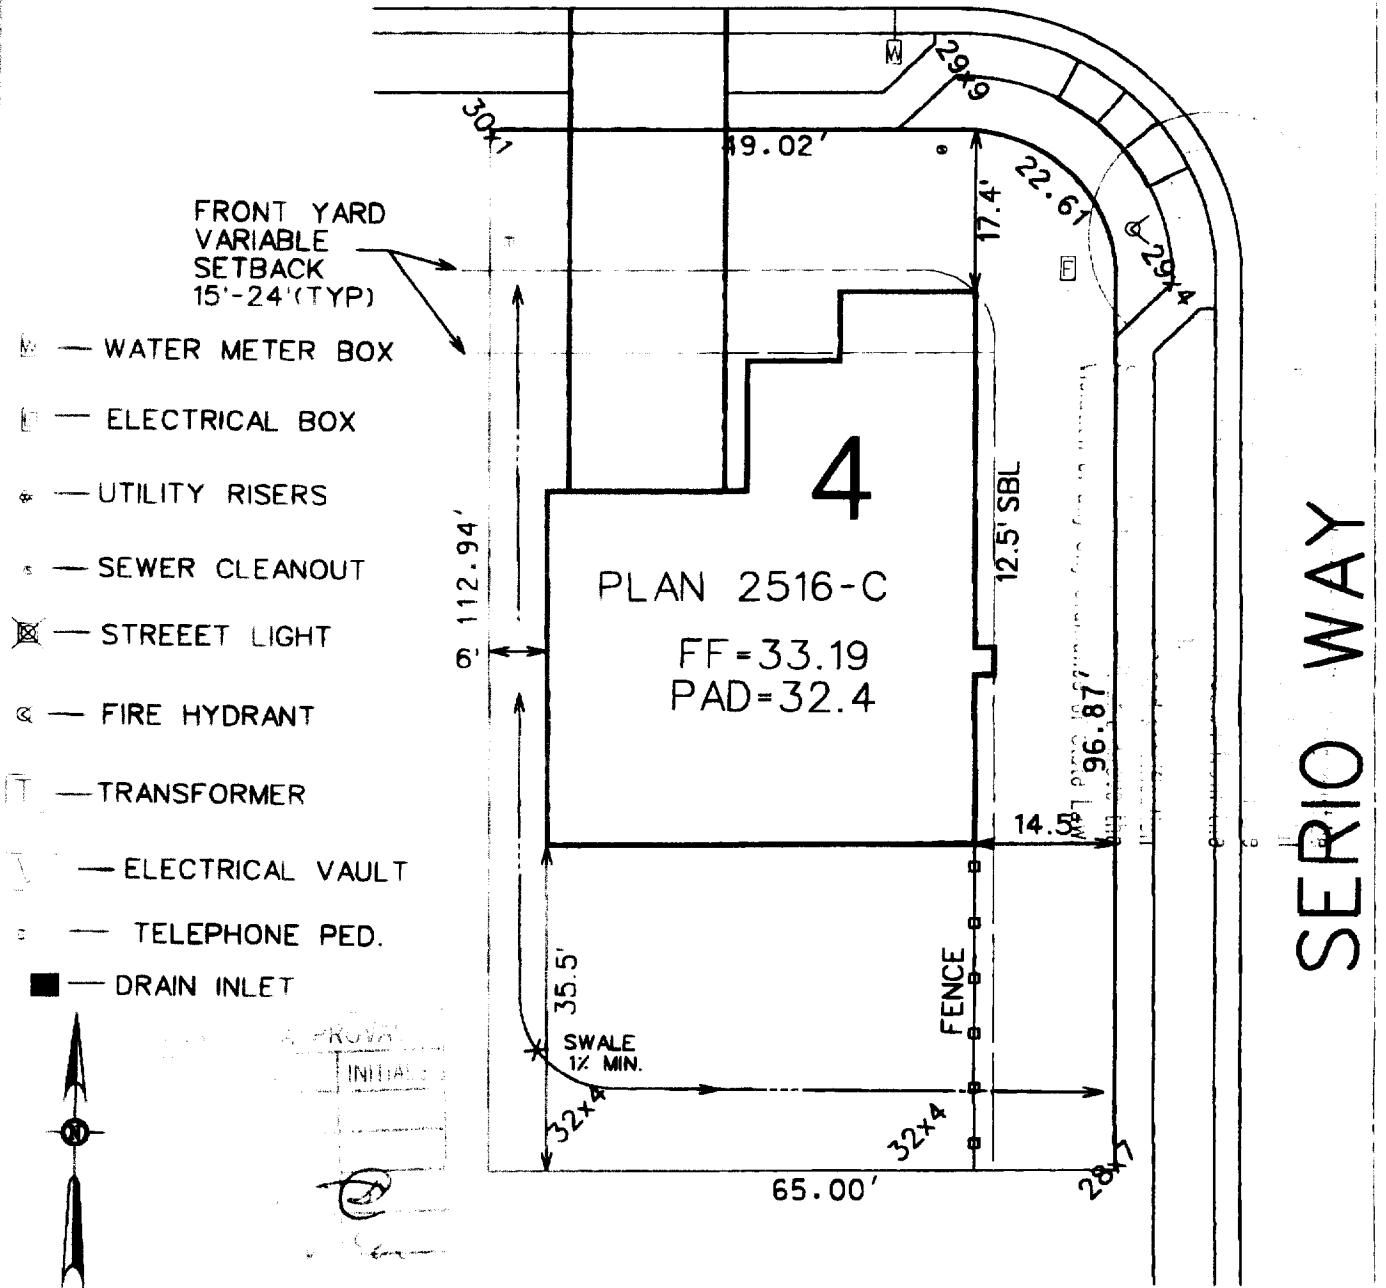 W
29x9
30x1
49.02'
22.61
17.4'
FRONT YARD
VARIABLE
SETBACK
15'-24'(TYP)
T
F
29x4
W — WATER METER BOX
— ELECTRICAL BOX
4
— UTILITY RISERS
12.5' SBL
112.94'
— SEWER CLEANOUT
PLAN 2516-C
— STREEET LIGHT
6'
FF=33.19
PAD=32.4
SERIO WAY
— FIRE HYDRANT
96.87'
T — TRANSFORMER
14.5'
— ELECTRICAL VAULT
— TELEPHONE PED.
— DRAIN INLET
35.5'
FENCE
SWALE
1% MIN.
INITIAL
N
32x4
32x4
28x7
65.00'